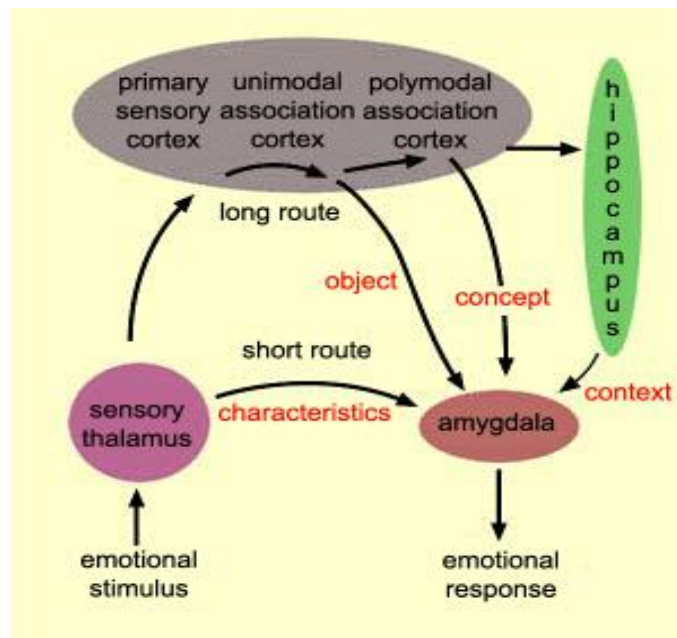 primary
sensory
cortex
unimodal
association
cortex
polymodal
association
cortex
hippocampus
long route
object
concept
short route
characteristics
context
sensory
thalamus
amygdala
emotional
stimulus
emotional
response